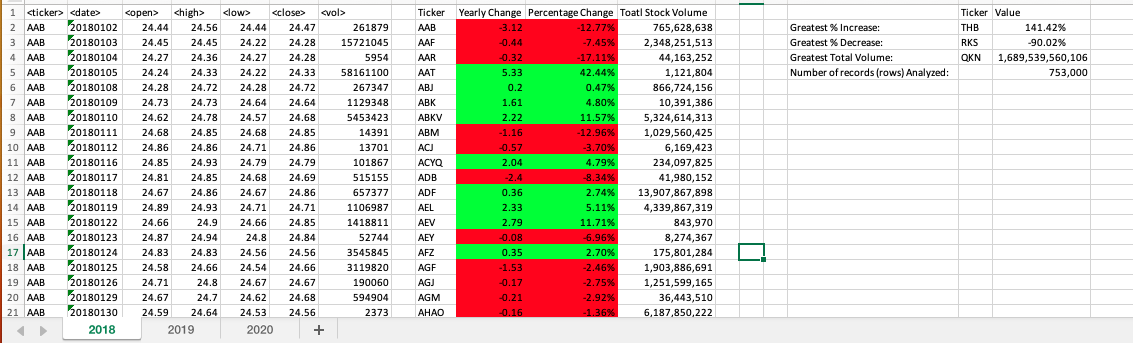 1 <ticker> <date> <open> <high> <low> <close> <vol> Ticker Yearly Change Percentage Change Toatl Stock Volume Ticker Value
2 AAB 20180102 24.44 24.56 24.44 24.47 261879 AAB -3.12 -12.77% 765,628,638 Greatest % Increase: THB 141.42%
3 AAB 20180103 24.45 24.45 24.22 24.28 15721045 AAF -0.44 -7.45% 2,348,251,513 Greatest % Decrease: RKS -90.02%
4 AAB 20180104 24.27 24.36 24.27 24.28 5954 AAR -0.32 -17.11% 44,163,252 Greatest Total Volume: QKN 1,689,539,560,106
5 AAB 20180105 24.24 24.33 24.22 24.33 58161100 AAT 5.33 42.44% 1,121,804 Number of records (rows) Analyzed: 753,000
6 AAB 20180108 24.28 24.72 24.28 24.72 267347 ABJ 0.2 0.47% 866,724,156
7 AAB 20180109 24.73 24.73 24.64 24.64 1129348 ABK 1.61 4.80% 10,391,386
8 AAB 20180110 24.62 24.78 24.57 24.68 5453423 ABKV 2.22 11.57% 5,324,614,313
9 AAB 20180111 24.68 24.85 24.68 24.85 14391 ABM -1.16 -12.96% 1,029,560,425
10 AAB 20180112 24.86 24.86 24.71 24.86 13701 ACJ -0.57 -3.70% 6,169,423
11 AAB 20180116 24.85 24.93 24.79 24.79 101867 ACYQ 2.04 4.79% 234,097,825
12 AAB 20180117 24.81 24.85 24.68 24.69 515155 ADB -2.4 -8.34% 41,980,152
13 AAB 20180118 24.67 24.86 24.67 24.86 657377 ADF 0.36 2.74% 13,907,867,898
14 AAB 20180119 24.89 24.93 24.71 24.71 1106987 AEL 2.33 5.11% 4,339,867,319
15 AAB 20180122 24.66 24.9 24.66 24.85 1418811 AEV 2.79 11.71% 843,970
16 AAB 20180123 24.87 24.94 24.8 24.84 52744 AEY -0.08 -6.96% 8,274,367
17 AAB 20180124 24.83 24.83 24.56 24.56 3545845 AFZ 0.35 2.70% 175,801,284
18 AAB 20180125 24.58 24.66 24.54 24.66 3119820 AGF -1.53 -2.46% 1,903,886,691
19 AAB 20180126 24.71 24.8 24.67 24.67 190060 AGJ -0.17 -2.75% 1,251,599,165
20 AAB 20180129 24.67 24.7 24.62 24.68 594904 AGM -0.21 -2.92% 36,443,510
21 AAB 20180130 24.59 24.64 24.53 24.56 2373 AHAO -0.16 -1.36% 6,187,850,222
2018 2019 2020 +